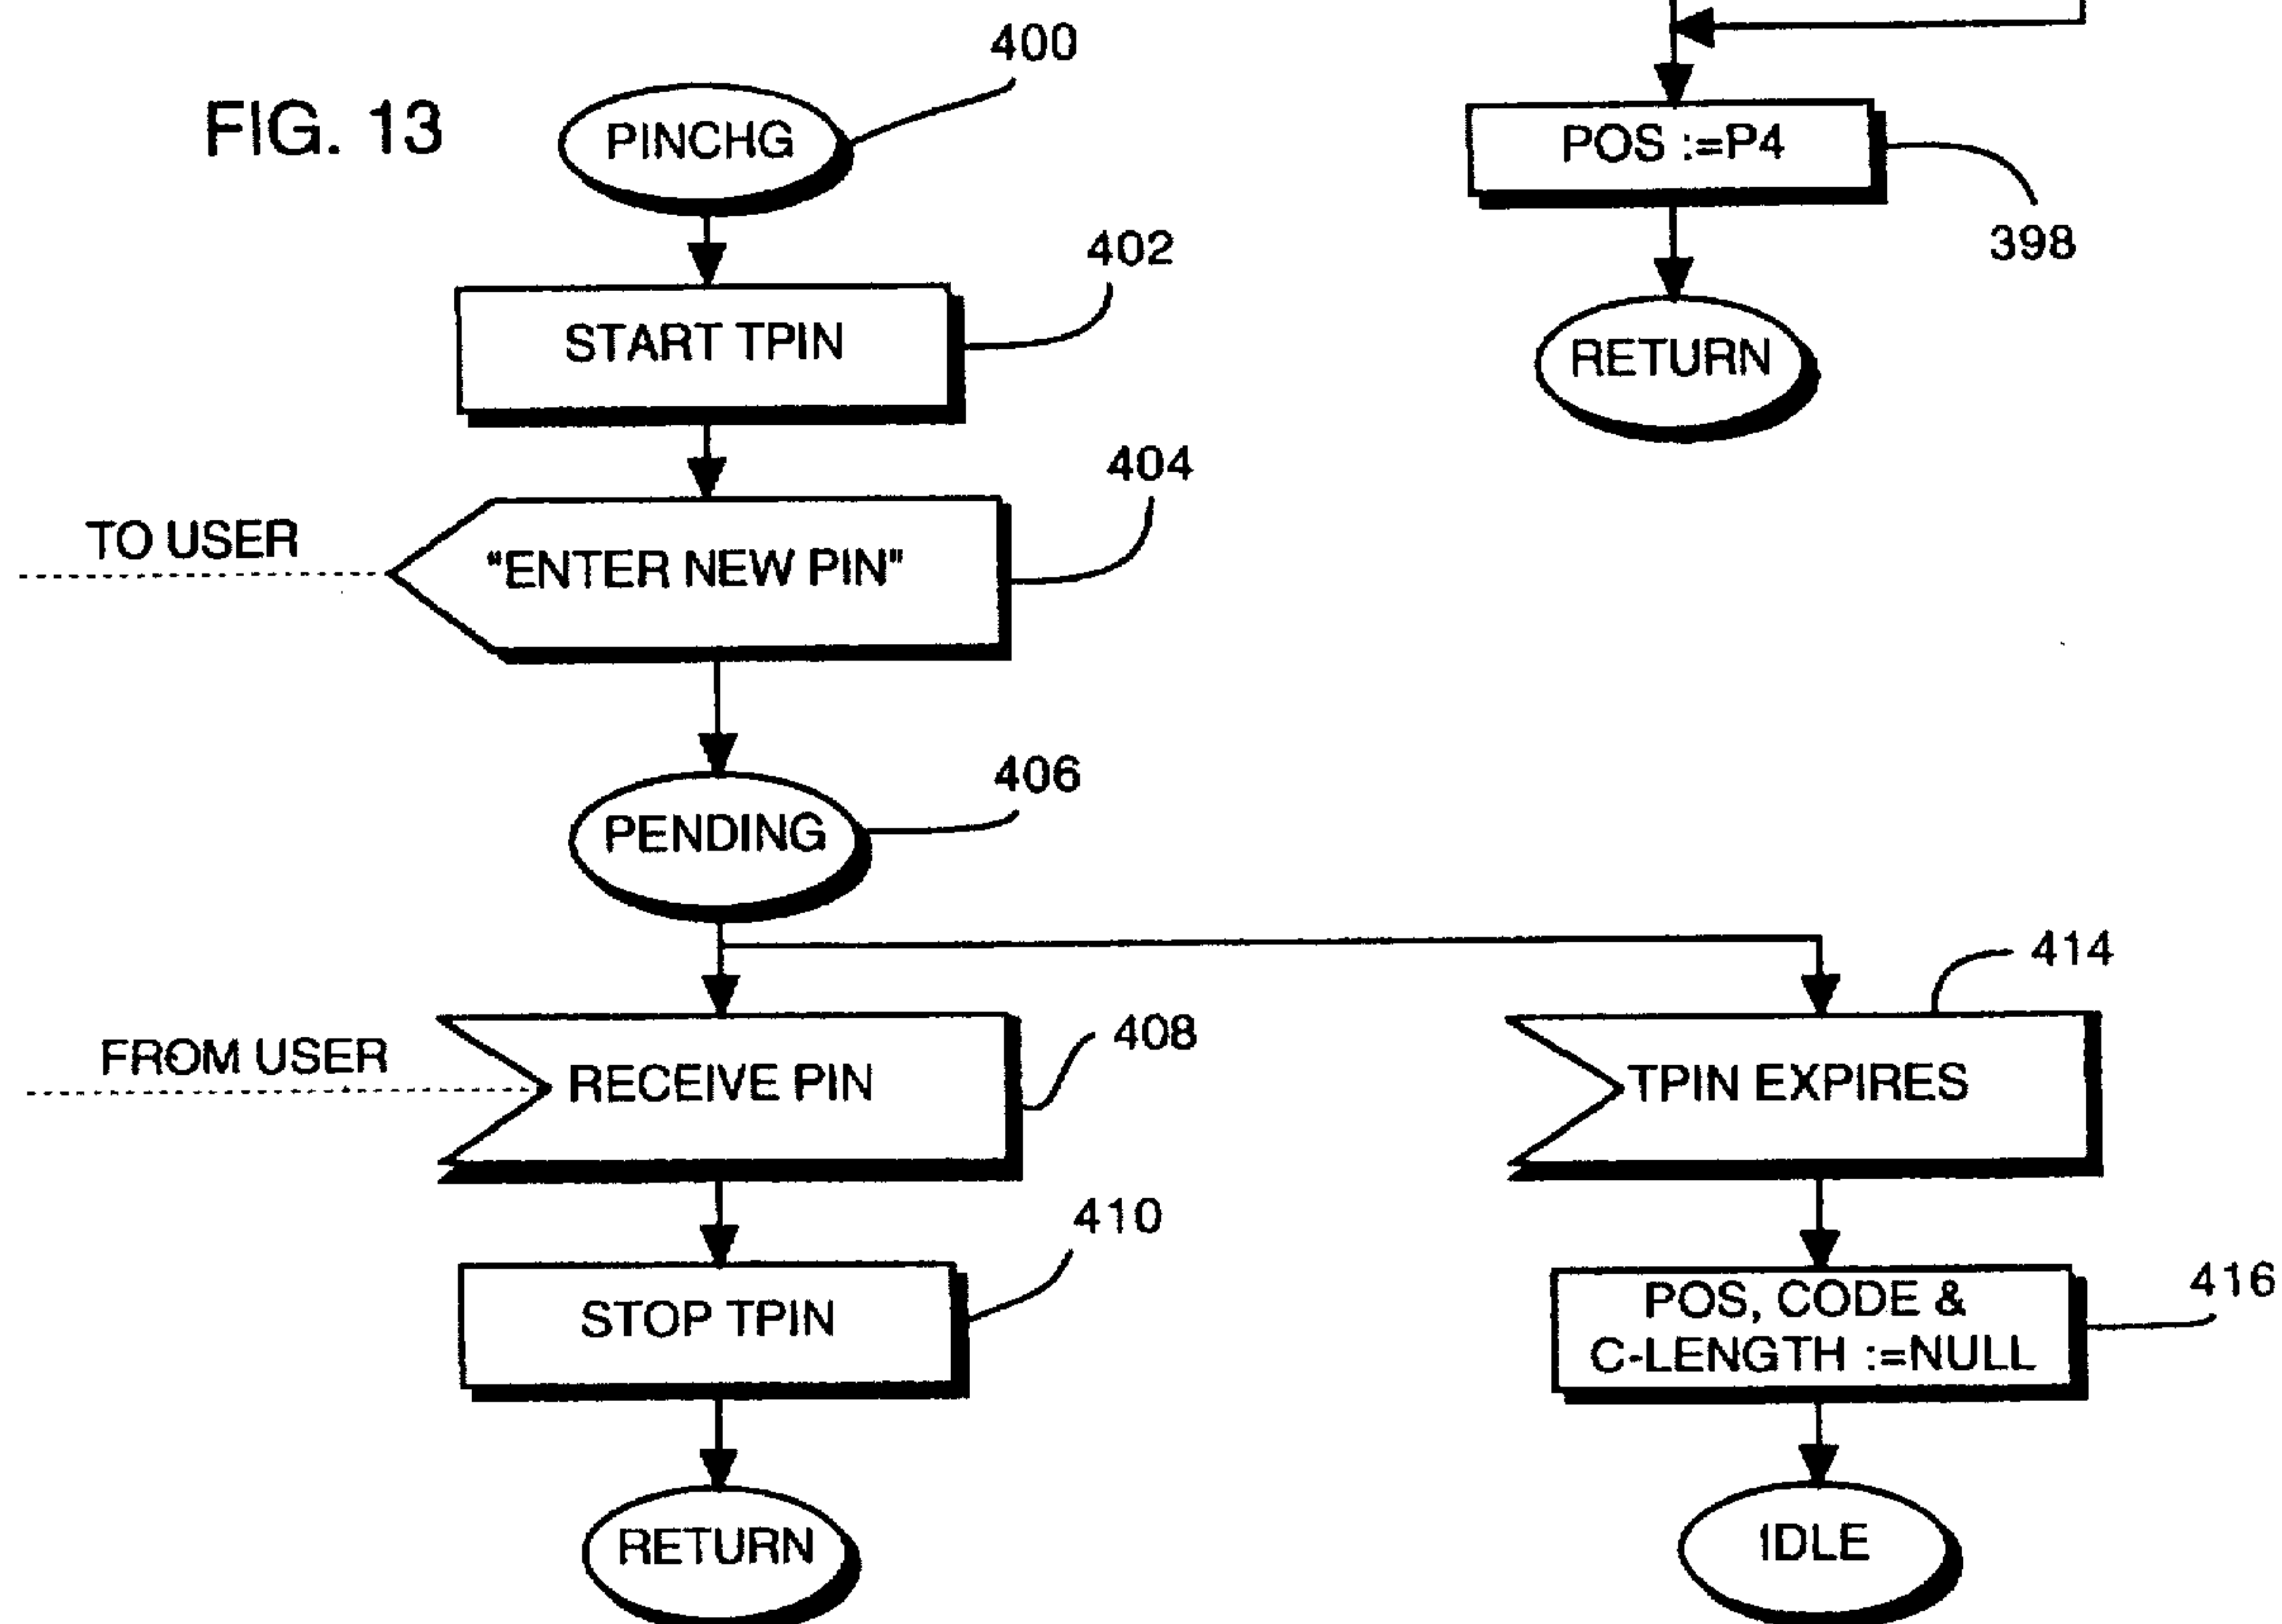 FIG. 13
PINCHG
400
START TPIN
402
TO USER
"ENTER NEW PIN"
404
PENDING
406
FROM USER
RECEIVE PIN
408
STOP TPIN
410
RETURN
TPIN EXPIRES
414
POS, CODE &
C-LENGTH :=NULL
416
IDLE
POS :=P4
398
RETURN